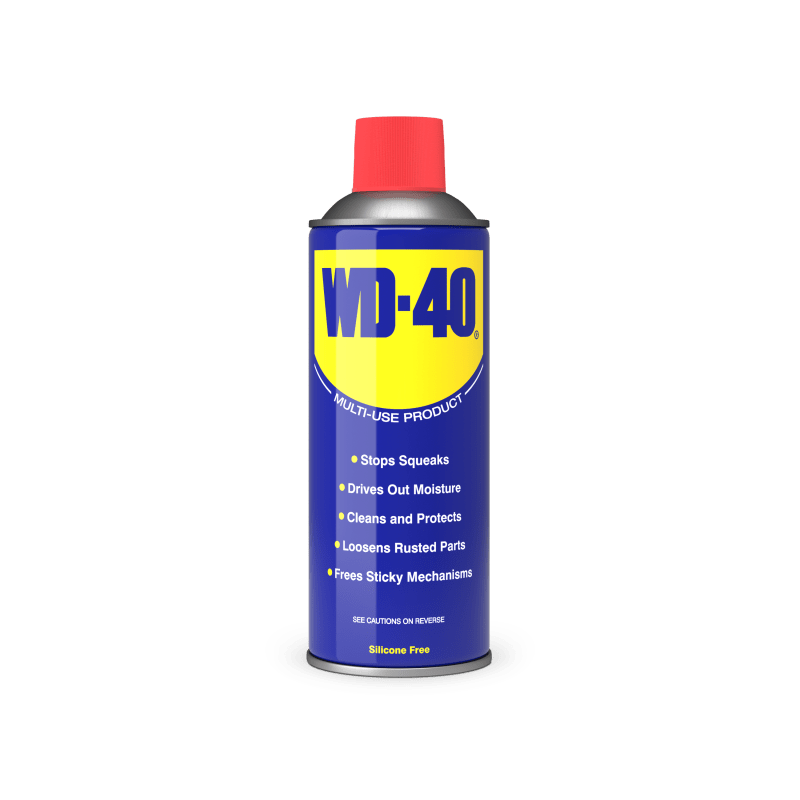 WD-40®
MULTI-USE PRODUCT
• Stops Squeaks
• Drives Out Moisture
• Cleans and Protects
• Loosens Rusted Parts
• Frees Sticky Mechanisms
SEE CAUTIONS ON REVERSE
Silicone Free